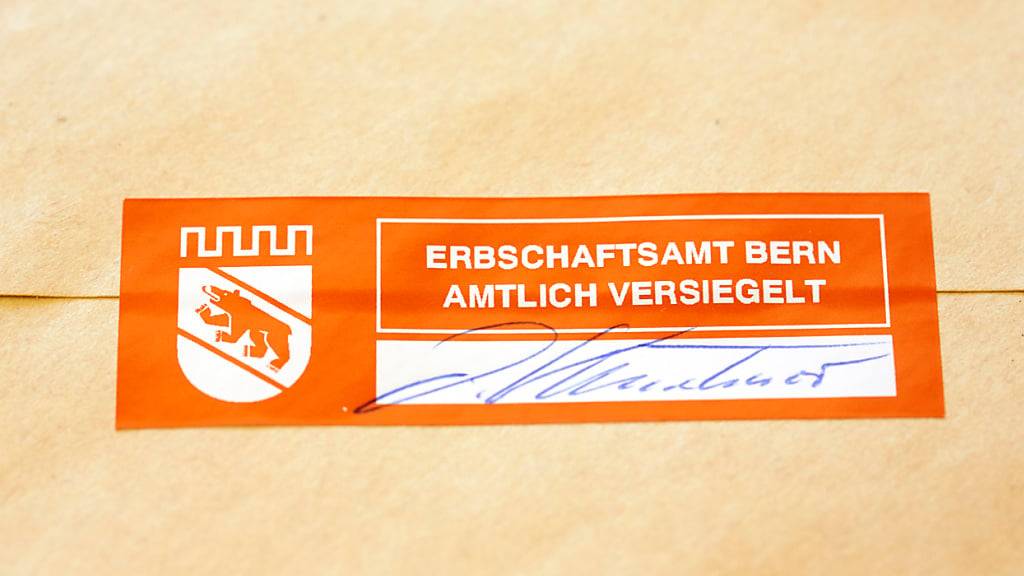 ERBSCHAFTSAMT BERN
AMTLICH VERSIEGELT